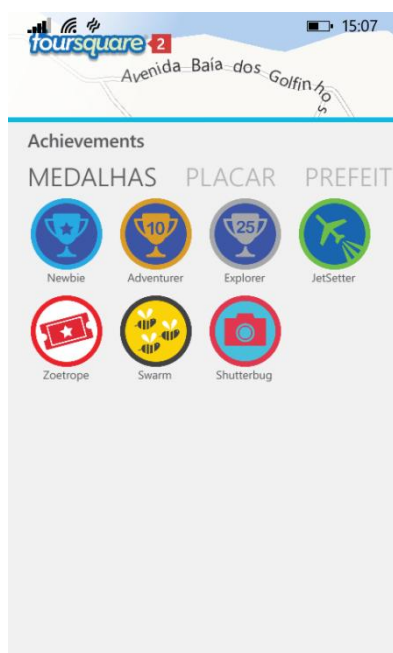 15:07
foursquare 2
Avenida Baía dos Golfinhos
Achievements
MEDALHAS PLACAR PREFEIT
10 25
Newbie Adventurer Explorer JetSetter
Zoetrope Swarm Shutterbug